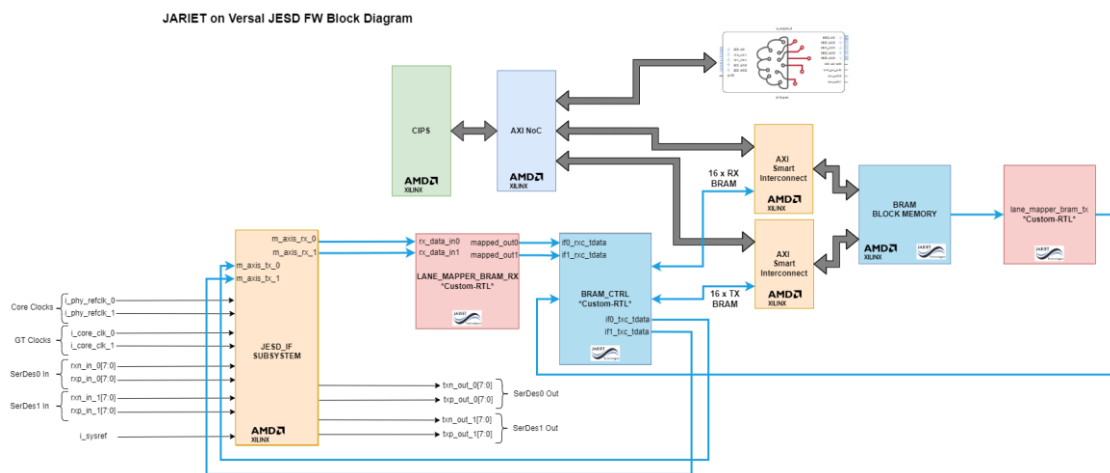 JARIET on Versal JESD FW Block Diagram
CIPS
AMD
XILINX
AXI NoC
AMD
XILINX
AXI
Smart
Interconnect
AMD
XILINX
16 x RX
BRAM
BRAM
BLOCK MEMORY
AMD
XILINX
JARIET
lane_mapper_bram_tx
*Custom-RTL*
JARIET
AXI
Smart
Interconnect
AMD
XILINX
16 x TX
BRAM
m_axis_rx_0
m_axis_rx_1
m_axis_tx_0
m_axis_tx_1
JESD_IF
SUBSYSTEM
AMD
XILINX
rx_data_in0 mapped_out0
rx_data_in1 mapped_out1
LANE_MAPPER_BRAM_RX
*Custom-RTL*
JARIET
if0_rxc_tdata
if1_rxc_tdata
BRAM_CTRL
*Custom-RTL*
if0_txc_tdata
if1_txc_tdata
JARIET
Core Clocks
i_phy_refclk_0
i_phy_refclk_1
GT Clocks
i_core_clk_0
i_core_clk_1
SerDes0 In
rxn_in_0[7:0]
rxp_in_0[7:0]
SerDes1 In
rxn_in_1[7:0]
rxp_in_1[7:0]
i_sysref
txn_out_0[7:0]
txp_out_0[7:0]
SerDes0 Out
txn_out_1[7:0]
txp_out_1[7:0]
SerDes1 Out